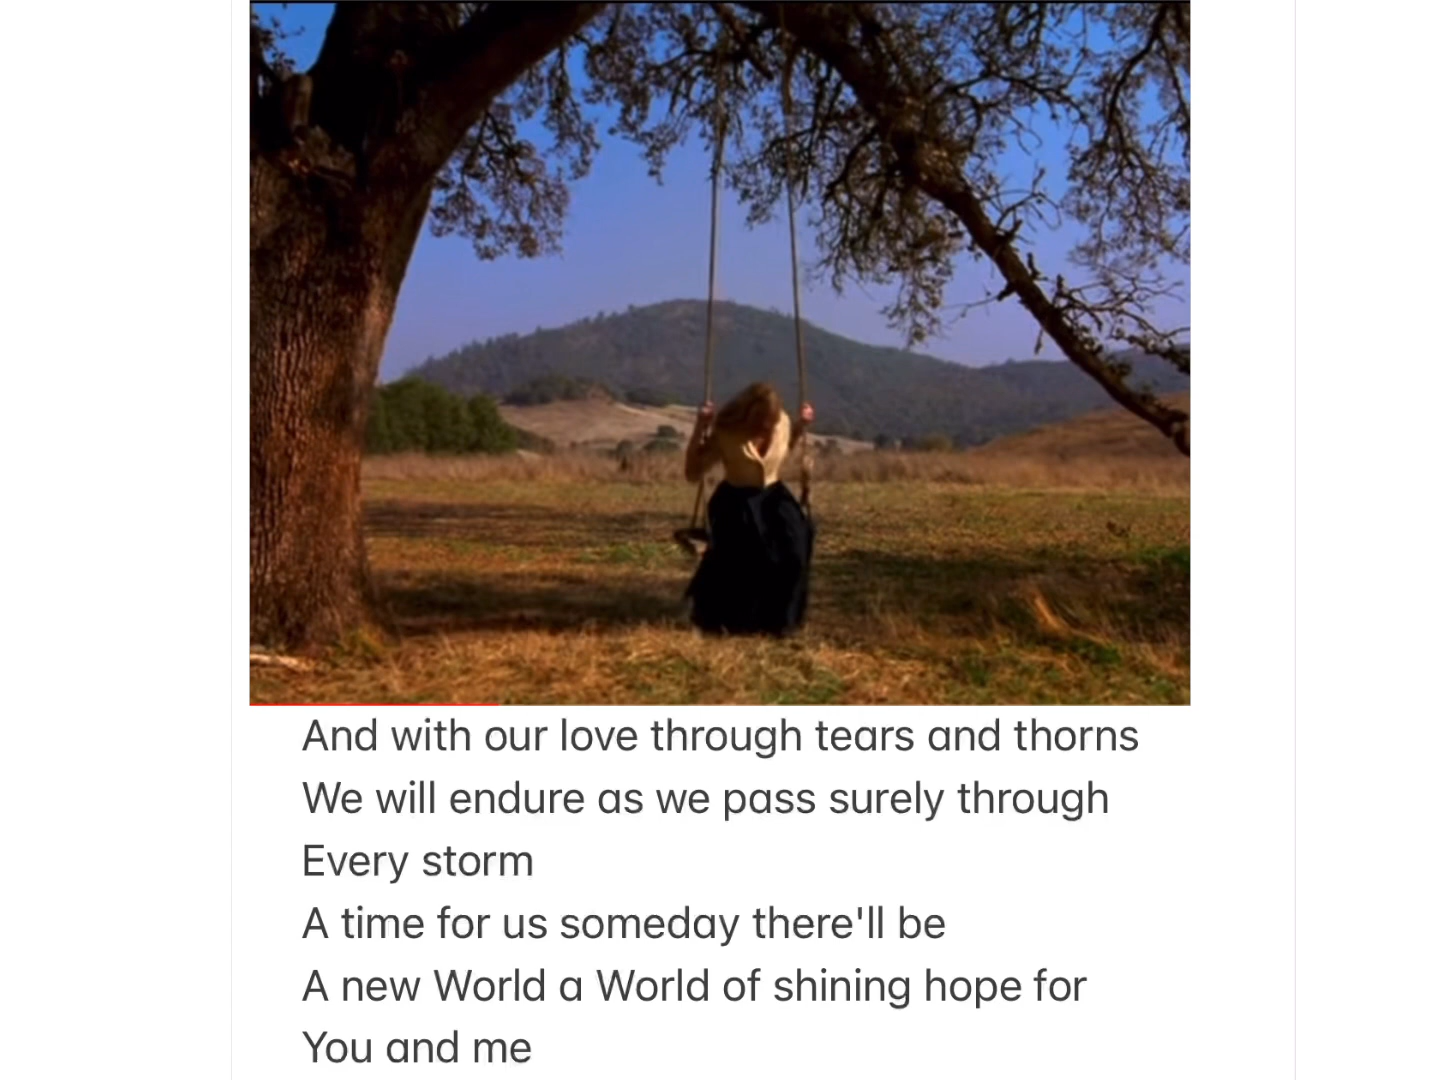 And with our love through tears and thorns
We will endure as we pass surely through
Every storm
A time for us someday there'll be
A new World a World of shining hope for
You and me